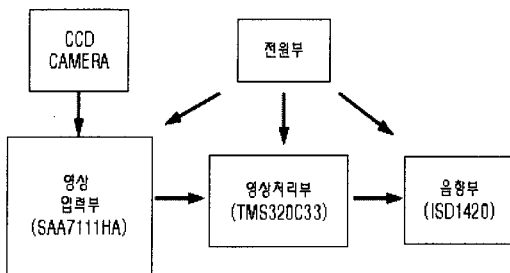 CCD
CAMERA
전원부
영상
입력부
(SAA7111HA)
영상처리부
(TMS320C33)
음향부
(ISD1420)